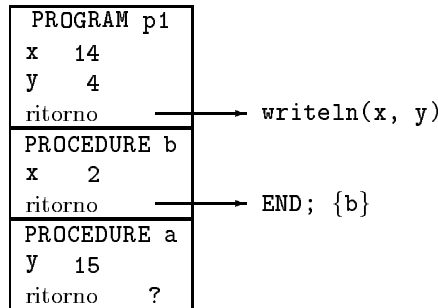 PROGRAM p1
x 14
y 4
ritorno writeln(x, y)
PROCEDURE b
x 2
ritorno END; {b}
PROCEDURE a
y 15
ritorno ?